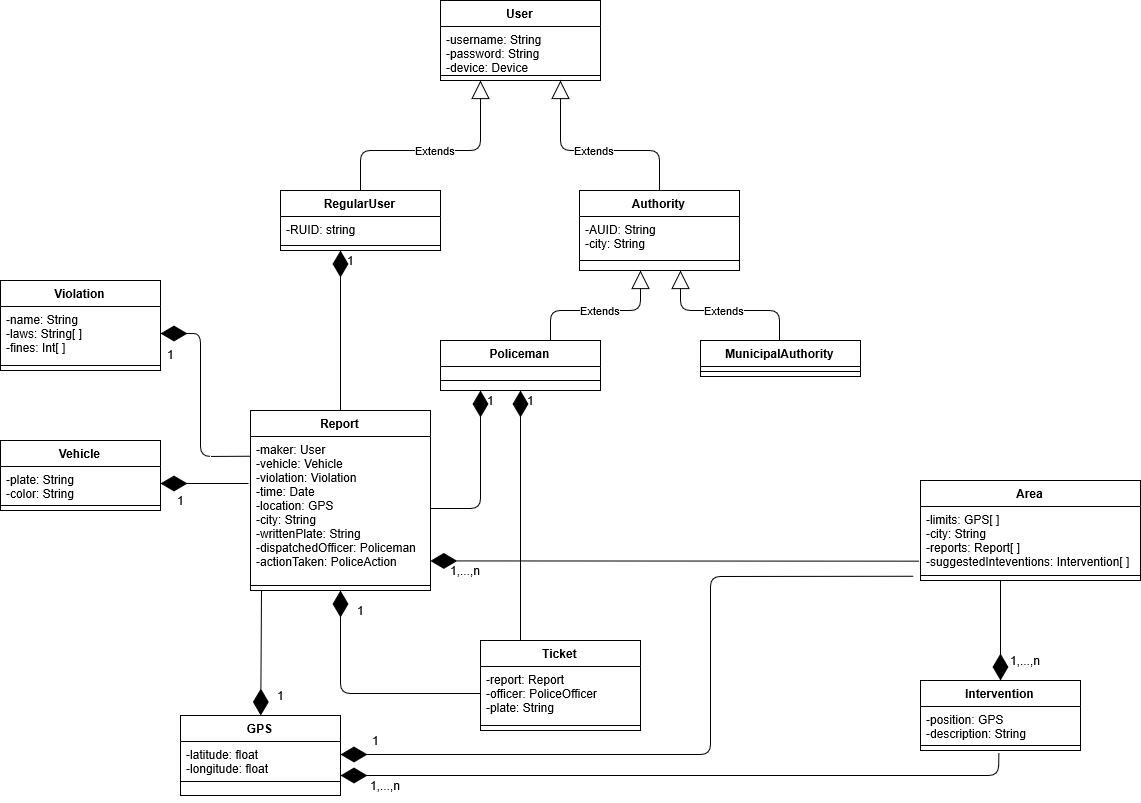 User
-username: String
-password: String
-device: Device
Extends
Extends
RegularUser
-RUID: string
1
Authority
-AUID: String
-city: String
Extends
Extends
Violation
-name: String
-laws: String[ ]
-fines: Int[ ]
1
Policeman
1
1
MunicipalAuthority
Vehicle
-plate: String
-color: String
1
Report
-maker: User
-vehicle: Vehicle
-violation: Violation
-time: Date
-location: GPS
-city: String
-writtenPlate: String
-dispatchedOfficer: Policeman
-actionTaken: PoliceAction
1,...,n
1
Area
-limits: GPS[ ]
-city: String
-reports: Report[ ]
-suggestedInteventions: Intervention[ ]
1,...,n
Ticket
-report: Report
-officer: PoliceOfficer
-plate: String
Intervention
-position: GPS
-description: String
1
GPS
-latitude: float
-longitude: float
1
1,...,n